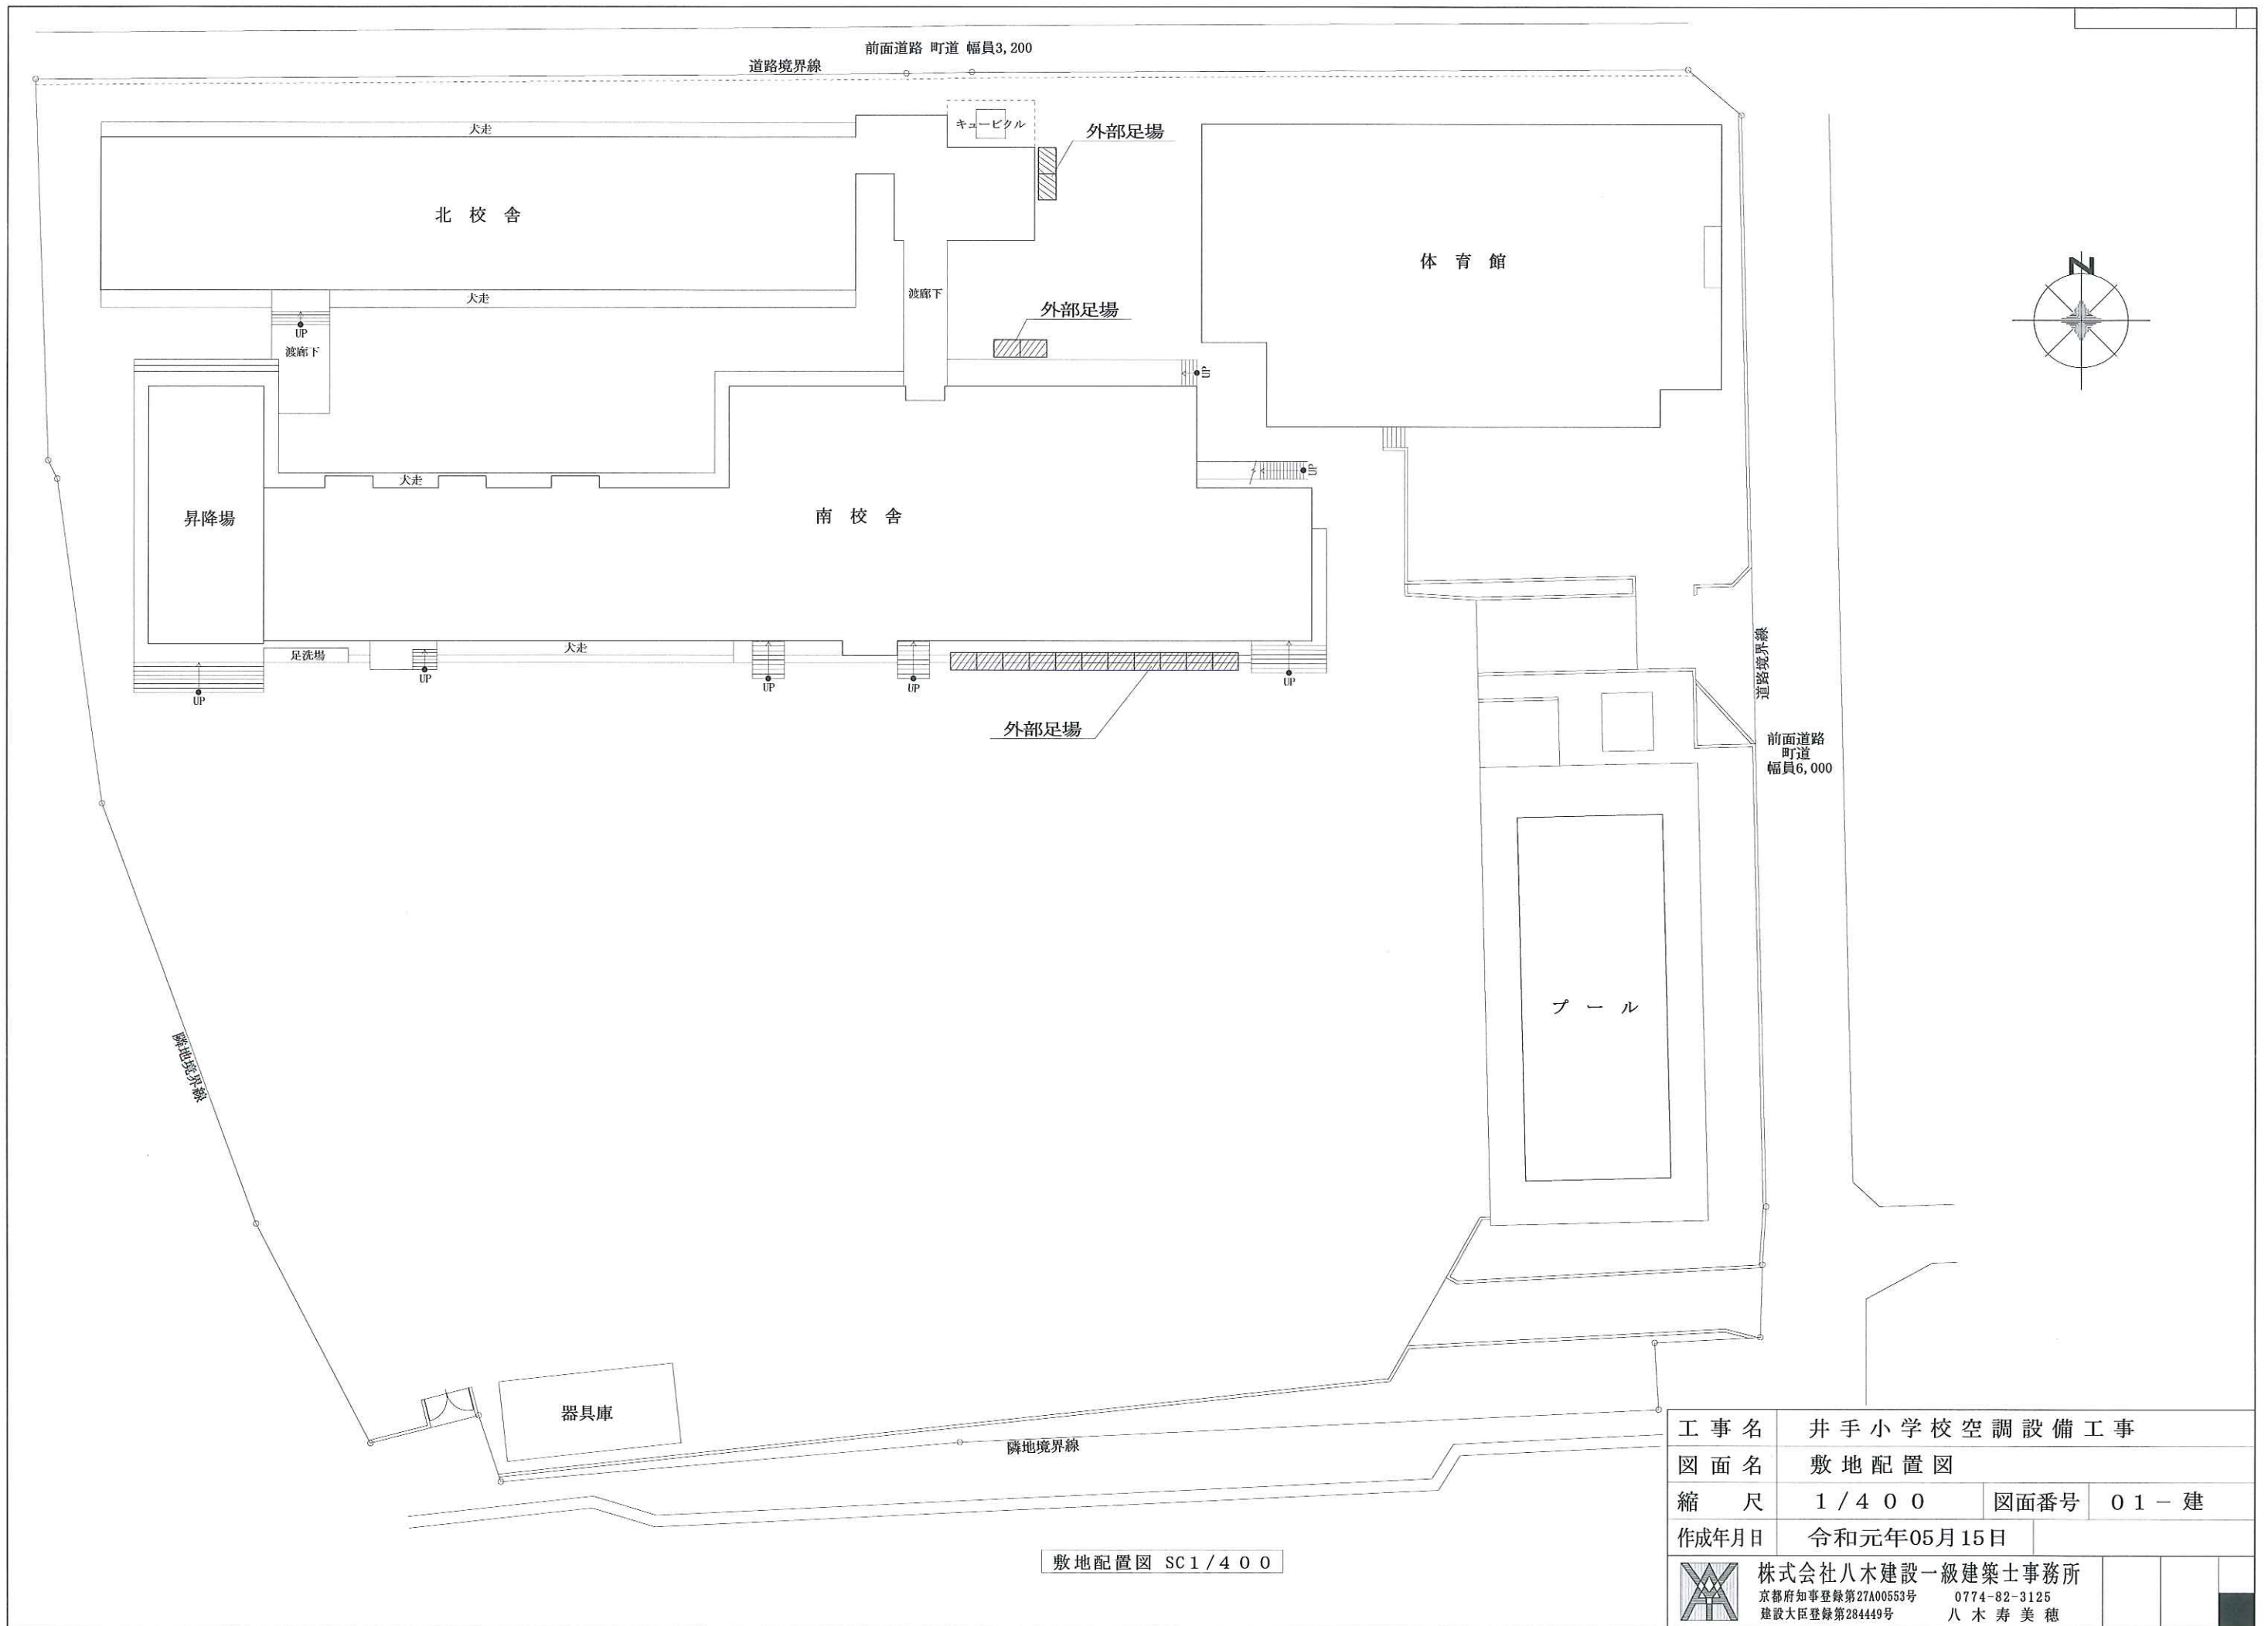 前面道路 町道 幅員3,200
道路境界線
犬走
キュービクル
外部足場
北校舎
体育館
N
犬走
渡廊下
外部足場
UP
渡廊下
UP
UP
犬走
昇降場
南校舎
足洗場
犬走
UP
UP
UP
UP
UP
外部足場
道路境界線
前面道路
町道
幅員6,000
プール
隣地境界線
器具庫
隣地境界線
敷地配置図 SC1/400
工事名 井手小学校空調設備工事
図面名 敷地配置図
縮尺 1/400 図面番号 01-建
作成年月日 令和元年05月15日
株式会社八木建設一級建築士事務所
京都府知事登録第27A00553号 0774-82-3125
建設大臣登録第284449号 八木寿美穂